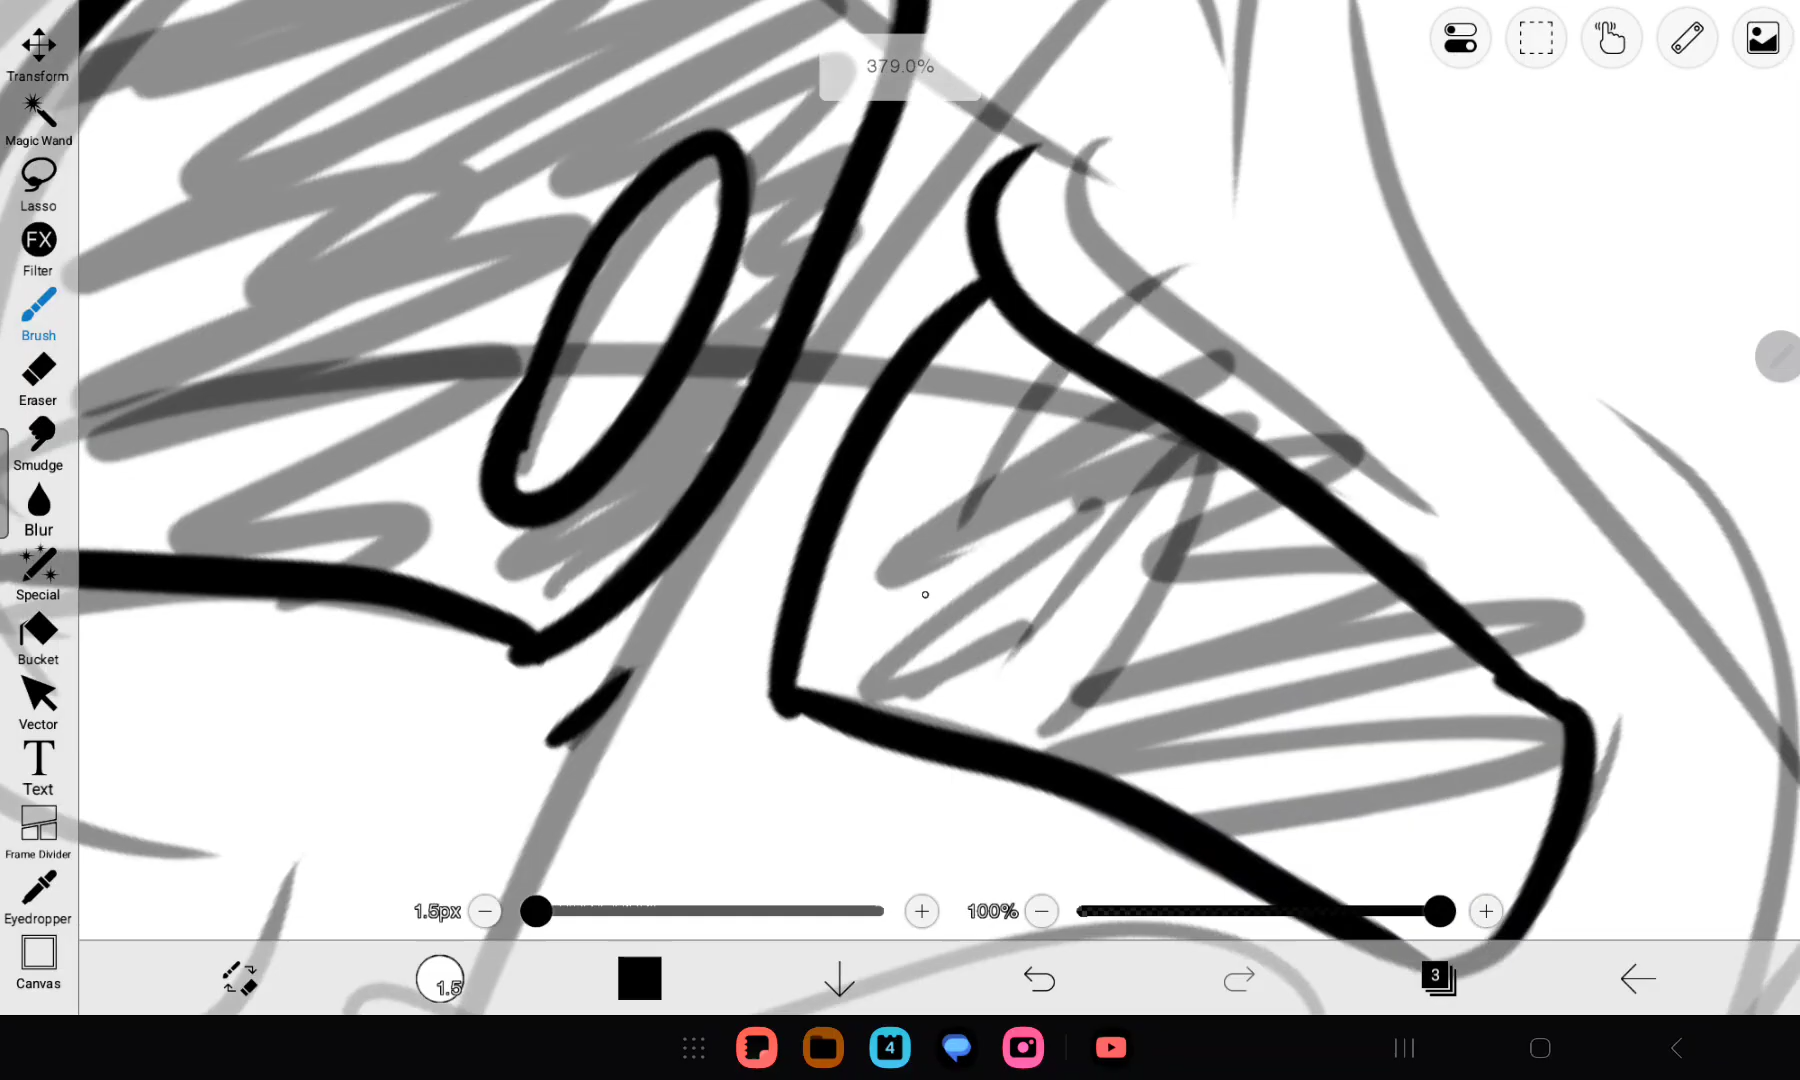 379.0%
Transform
Magic Wand
Lasso
FX
Filter
Brush
Eraser
Smudge
Blur
Special
Bucket
Vector
T
Text
Frame Divider
Eyedropper
Canvas
1.5px
100%
1.5
3
4